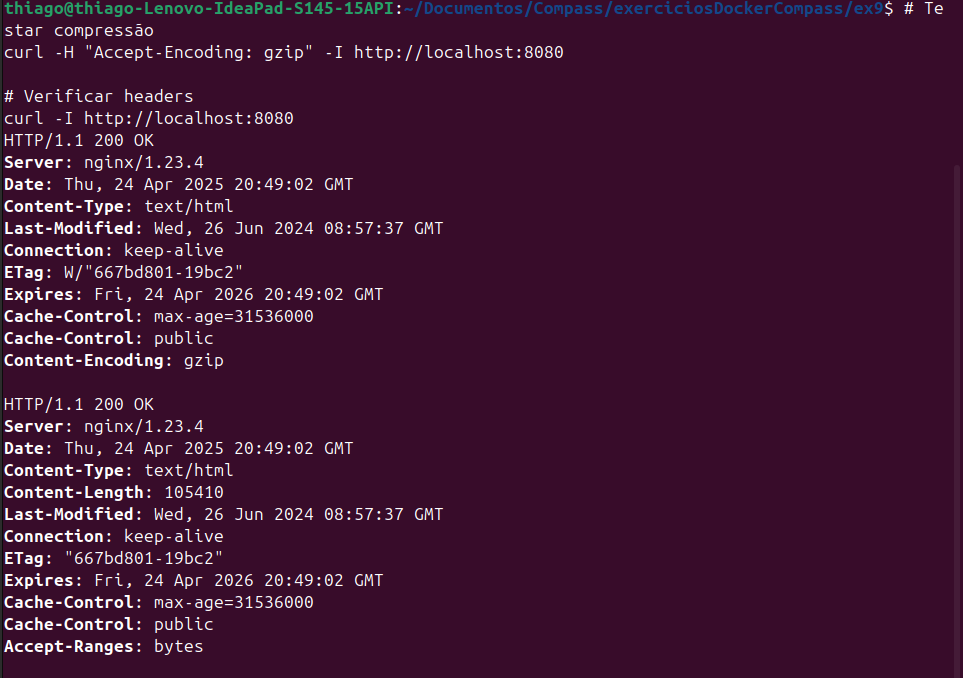 thiago@thiago-Lenovo-IdeaPad-S145-15API:~/Documentos/Compass/exerciciosDockerCompass/ex9$ # Te
star compressão
curl -H "Accept-Encoding: gzip" -I http://localhost:8080

# Verificar headers
curl -I http://localhost:8080
HTTP/1.1 200 OK
Server: nginx/1.23.4
Date: Thu, 24 Apr 2025 20:49:02 GMT
Content-Type: text/html
Last-Modified: Wed, 26 Jun 2024 08:57:37 GMT
Connection: keep-alive
ETag: W/"667bd801-19bc2"
Expires: Fri, 24 Apr 2026 20:49:02 GMT
Cache-Control: max-age=31536000
Cache-Control: public
Content-Encoding: gzip

HTTP/1.1 200 OK
Server: nginx/1.23.4
Date: Thu, 24 Apr 2025 20:49:02 GMT
Content-Type: text/html
Content-Length: 105410
Last-Modified: Wed, 26 Jun 2024 08:57:37 GMT
Connection: keep-alive
ETag: "667bd801-19bc2"
Expires: Fri, 24 Apr 2026 20:49:02 GMT
Cache-Control: max-age=31536000
Cache-Control: public
Accept-Ranges: bytes